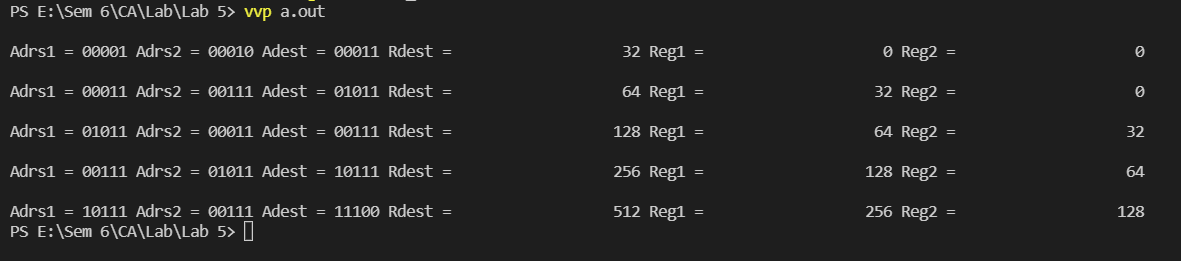 PS E:\Sem 6\CA\Lab\Lab 5> vvp a.out
Adrs1 = 00001 Adrs2 = 00010 Adest = 00011 Rdest =                     32 Reg1 =                      0 Reg2 =                      0
Adrs1 = 00011 Adrs2 = 00111 Adest = 01011 Rdest =                     64 Reg1 =                     32 Reg2 =                      0
Adrs1 = 01011 Adrs2 = 00011 Adest = 00111 Rdest =                    128 Reg1 =                     64 Reg2 =                     32
Adrs1 = 00111 Adrs2 = 01011 Adest = 10111 Rdest =                    256 Reg1 =                    128 Reg2 =                     64
Adrs1 = 10111 Adrs2 = 00111 Adest = 11100 Rdest =                    512 Reg1 =                    256 Reg2 =                    128
PS E:\Sem 6\CA\Lab\Lab 5>